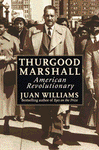 THURGOOD
MARSHALL
AMERICAN
REVOLUTIONARY
JUAN WILLIAMS
Bestselling author of Eyes on the Prize